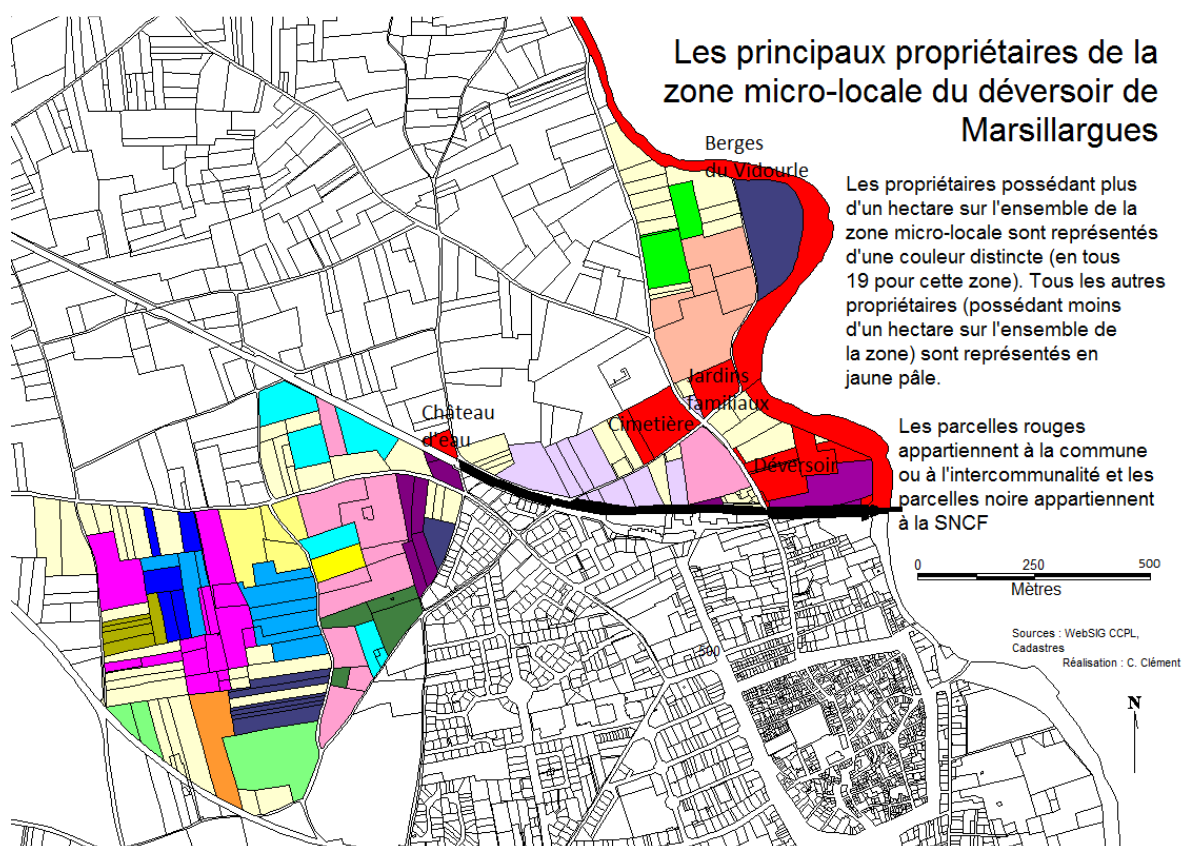 Les principaux propriétaires de la
zone micro-locale du déversoir de
Marsillargues
Berges
du Vidourle
Les propriétaires possédant plus
d'un hectare sur l'ensemble de la
zone micro-locale sont représentés
d'une couleur distincte (en tous
19 pour cette zone). Tous les autres
propriétaires (possédant moins
d'un hectare sur l'ensemble de
la zone) sont représentés en
jaune pâle.
Jardins
familiaux
Château
d'eau
Cimetière
Déversoir
Les parcelles rouges
appartiennent à la commune
ou à l'intercommunalité et les
parcelles noire appartiennent
à la SNCF
0 250 500
Mètres
Sources : WebSIG CCPL,
Cadastres
Réalisation : C. Clément
500
N